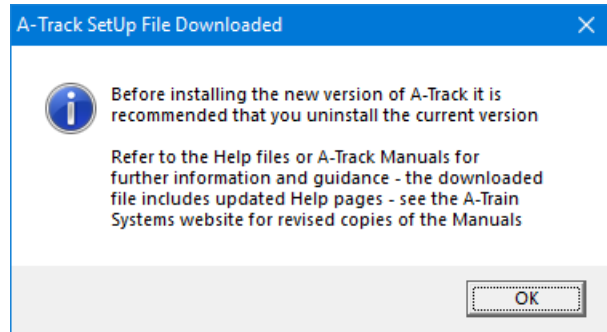 A-Track SetUp File Downloaded
Before installing the new version of A-Track it is
recommended that you uninstall the current version
Refer to the Help files or A-Track Manuals for
further information and guidance - the downloaded
file includes updated Help pages - see the A-Train
Systems website for revised copies of the Manuals
OK